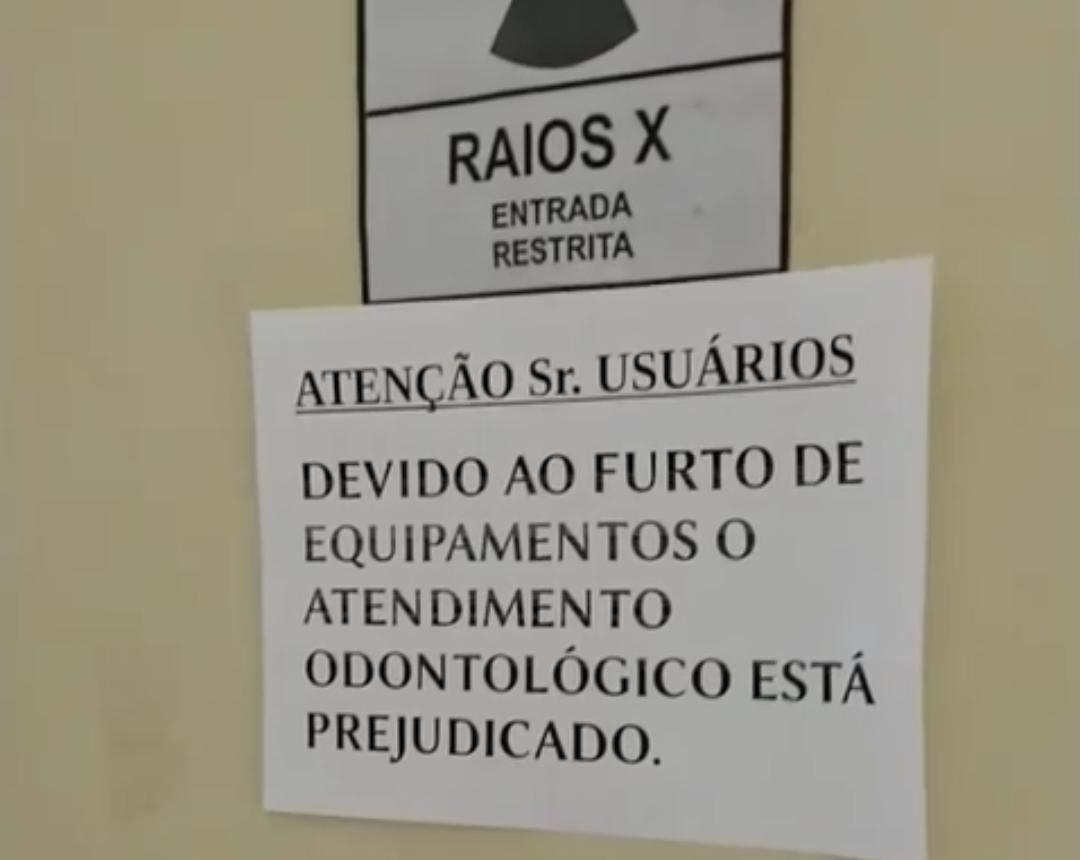 RAIOS X
ENTRADA
RESTRITA
ATENÇÃO Sr. USUÁRIOS
DEVIDO AO FURTO DE
EQUIPAMENTOS O
ATENDIMENTO
ODONTOLÓGICO ESTÁ
PREJUDICADO.